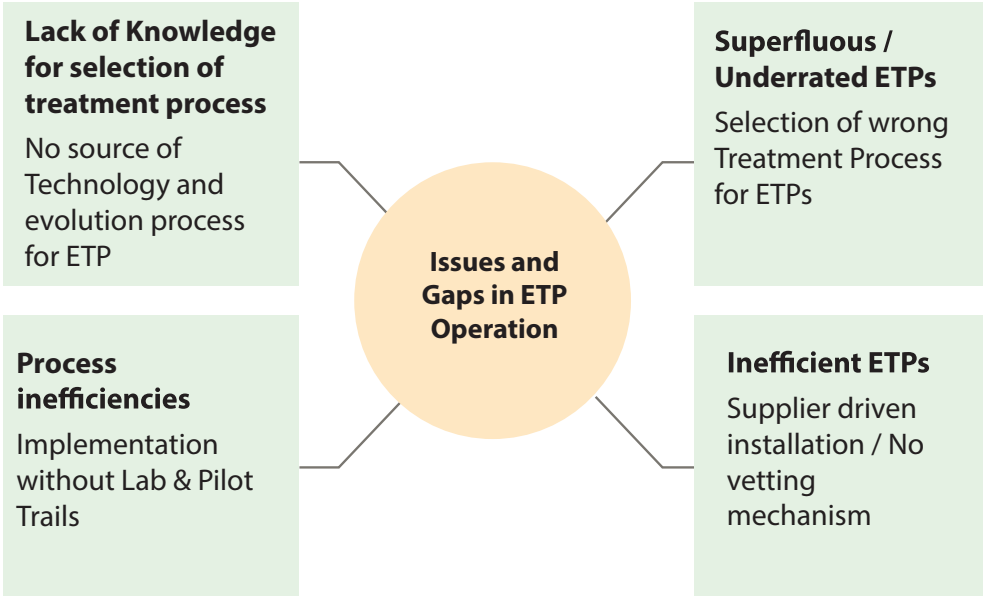 Lack of Knowledge
for selection of
treatment process
No source of
Technology and
evolution process
for ETP
Superfluous /
Underrated ETPs
Selection of wrong
Treatment Process
for ETPs
Issues and
Gaps in ETP
Operation
Process
inefficiencies
Implementation
without Lab & Pilot
Trails
Inefficient ETPs
Supplier driven
installation / No
vetting
mechanism